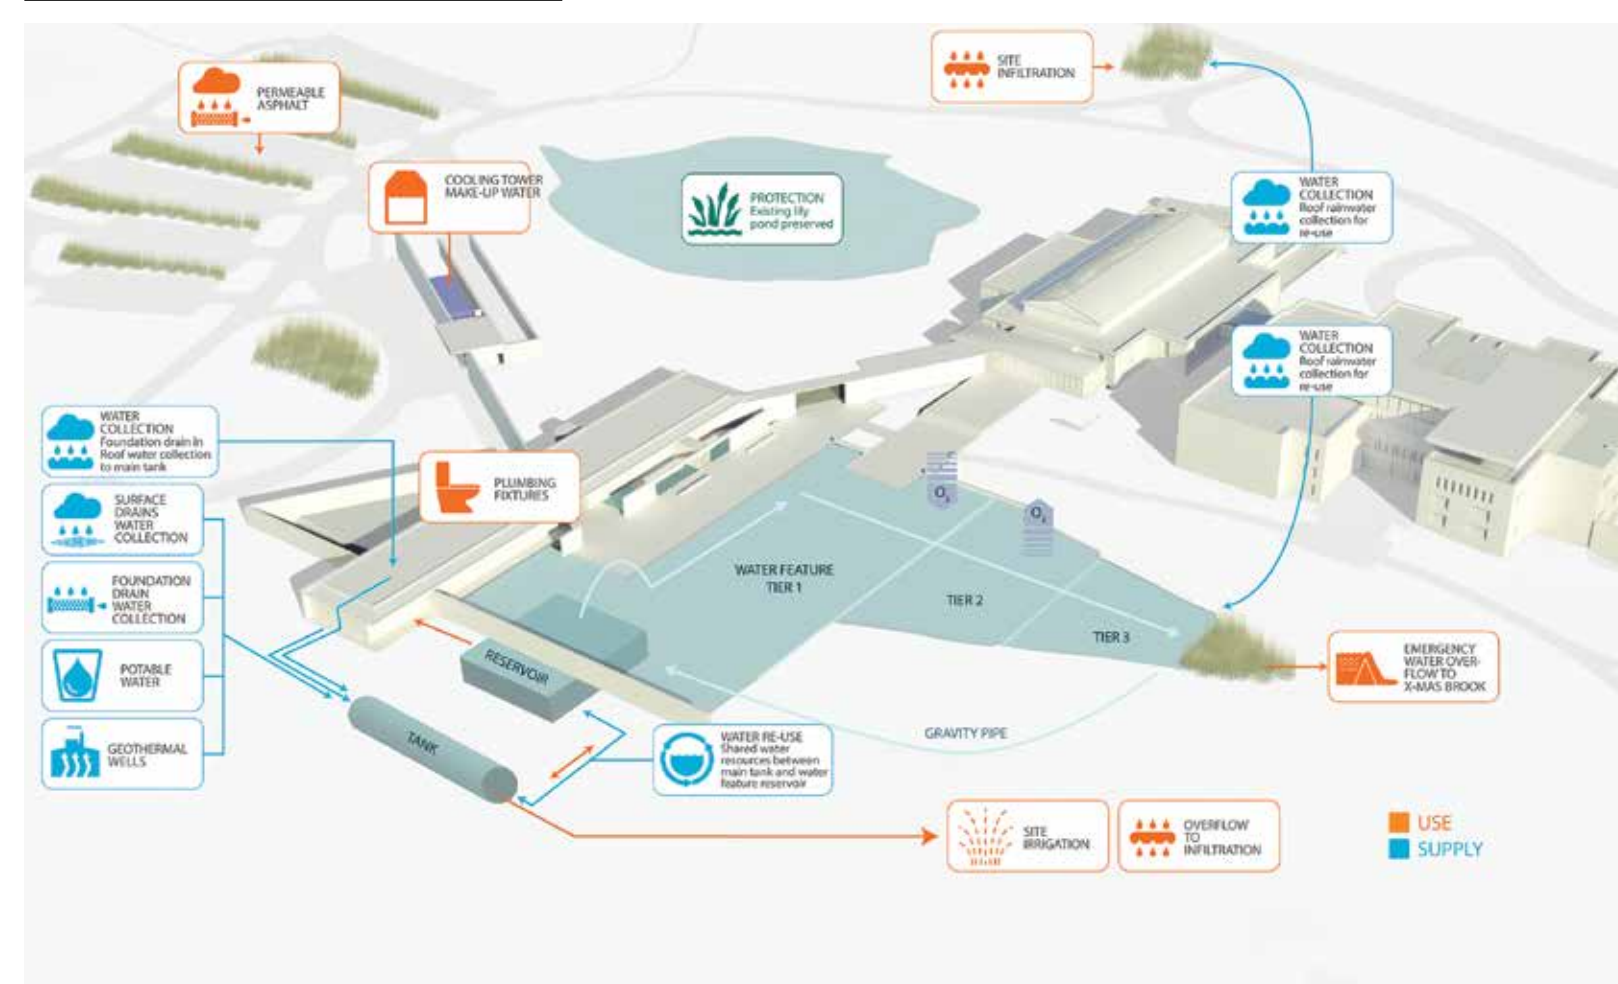 PERMEABLE
ASPHALT
SITE
INFILTRATION
COOLING TOWER
MAKE-UP WATER
PROTECTION
Existing lily
pond preserved
WATER
COLLECTION
Roof rainwater
collection for
re-use
WATER
COLLECTION
Roof rainwater
collection for
re-use
WATER
COLLECTION
Foundation drain in
Roof water collection
to main tank
SURFACE
DRAINS
WATER
COLLECTION
FOUNDATION
DRAIN
WATER
COLLECTION
POTABLE
WATER
GEOTHERMAL
WELLS
PLUMBING
FIXTURES
O
O
WATER FEATURE
TIER 1
TIER 2
TIER 3
RESERVOIR
TANK
GRAVITY PIPE
WATER RE-USE
Shared water
resources between
main tank and water
feature reservoir
EMERGENCY
WATER OVER-
FLOW TO
X-MAS BROOK
SITE
IRRIGATION
OVERFLOW
TO
INFILTRATION
USE
SUPPLY